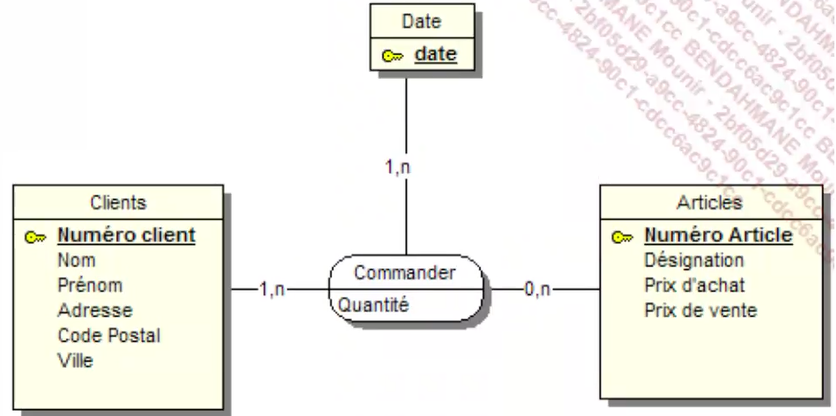 Date
date
1,n
Clients
Numéro client
Nom
Prénom
Adresse
Code Postal
Ville
1,n
Commander
Quantité
0,n
Articles
Numéro Article
Désignation
Prix d'achat
Prix de vente
BENDAHMANE Mounir - 2bf05d29-a9cc-4824-90c1-cdcc6ac9c1cc